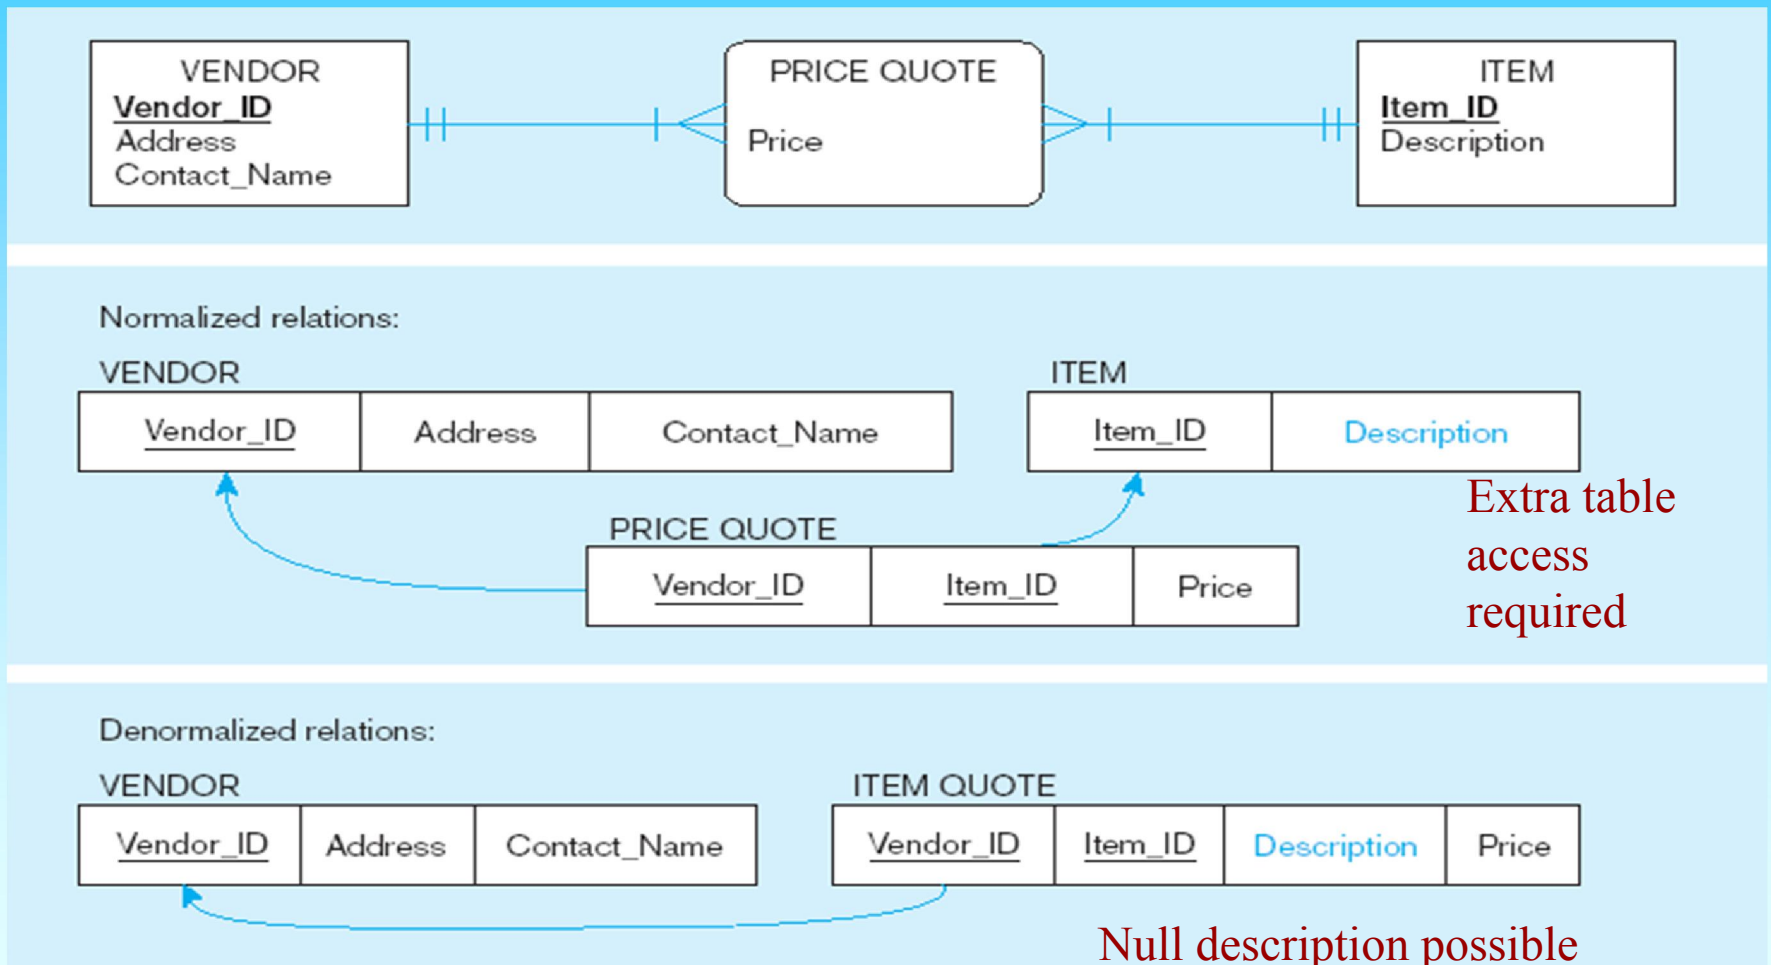 VENDOR
Vendor_ID
Address
Contact_Name
PRICE QUOTE
Price
ITEM
Item_ID
Description
Normalized relations:
VENDOR
Vendor_ID Address Contact_Name
ITEM
Item_ID Description
Extra table
access
required
PRICE QUOTE
Vendor_ID Item_ID Price
Denormalized relations:
VENDOR
Vendor_ID Address Contact_Name
ITEM QUOTE
Vendor_ID Item_ID Description Price
Null description possible